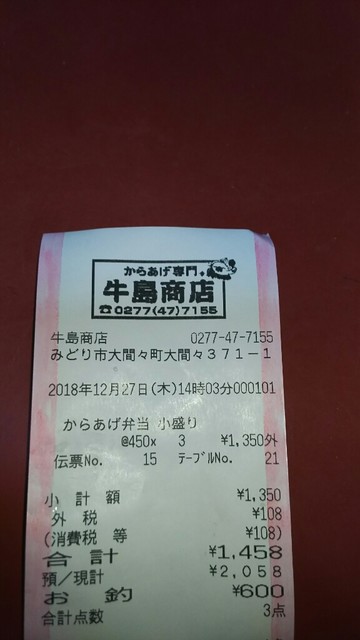 からあげ専門
牛島商店
☎0277(47)7155
牛島商店 0277-47-7155
みどり市大間々町大間々371-1
2018年12月27日(木)14時03分000101
からあげ弁当 小盛り
@450× 3 ¥1,350外
伝票No. 15 テーブルNo. 21
小計額 ¥1,350
外税 ¥108
(消費税等 ¥108)
合計 ¥1,458
預/現計 ¥2,058
お釣 ¥600
合計点数 3点